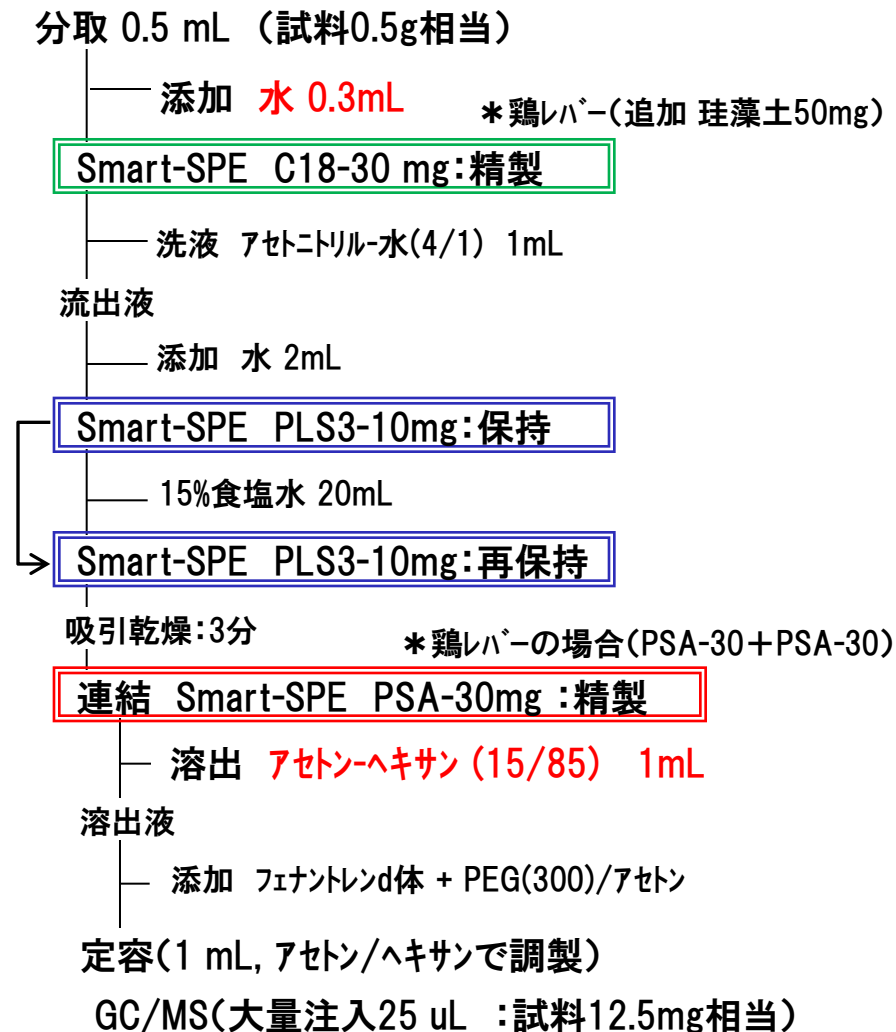 分取 0.5 mL （試料0.5g相当）
添加 水 0.3mL
＊鶏ﾚﾊﾞｰ（追加 珪藻土50mg）
Smart-SPE C18-30 mg：精製
洗液 ｱｾﾄﾆﾄﾘﾙ-水(4/1) 1mL
流出液
添加 水 2mL
Smart-SPE PLS3-10mg：保持
15%食塩水 20mL
Smart-SPE PLS3-10mg：再保持
吸引乾燥：3分
＊鶏ﾚﾊﾞｰの場合（PSA-30＋PSA-30）
連結 Smart-SPE PSA-30mg ：精製
溶出 ｱｾﾄﾝ-ﾍｷｻﾝ (15/85) 1mL
溶出液
添加 ﾌｪﾅﾝﾄﾚﾝd体 + PEG(300)/ｱｾﾄﾝ
定容（1 mL, ｱｾﾄﾝ/ﾍｷｻﾝで調製）
GC/MS（大量注入25 uL ：試料12.5mg相当）